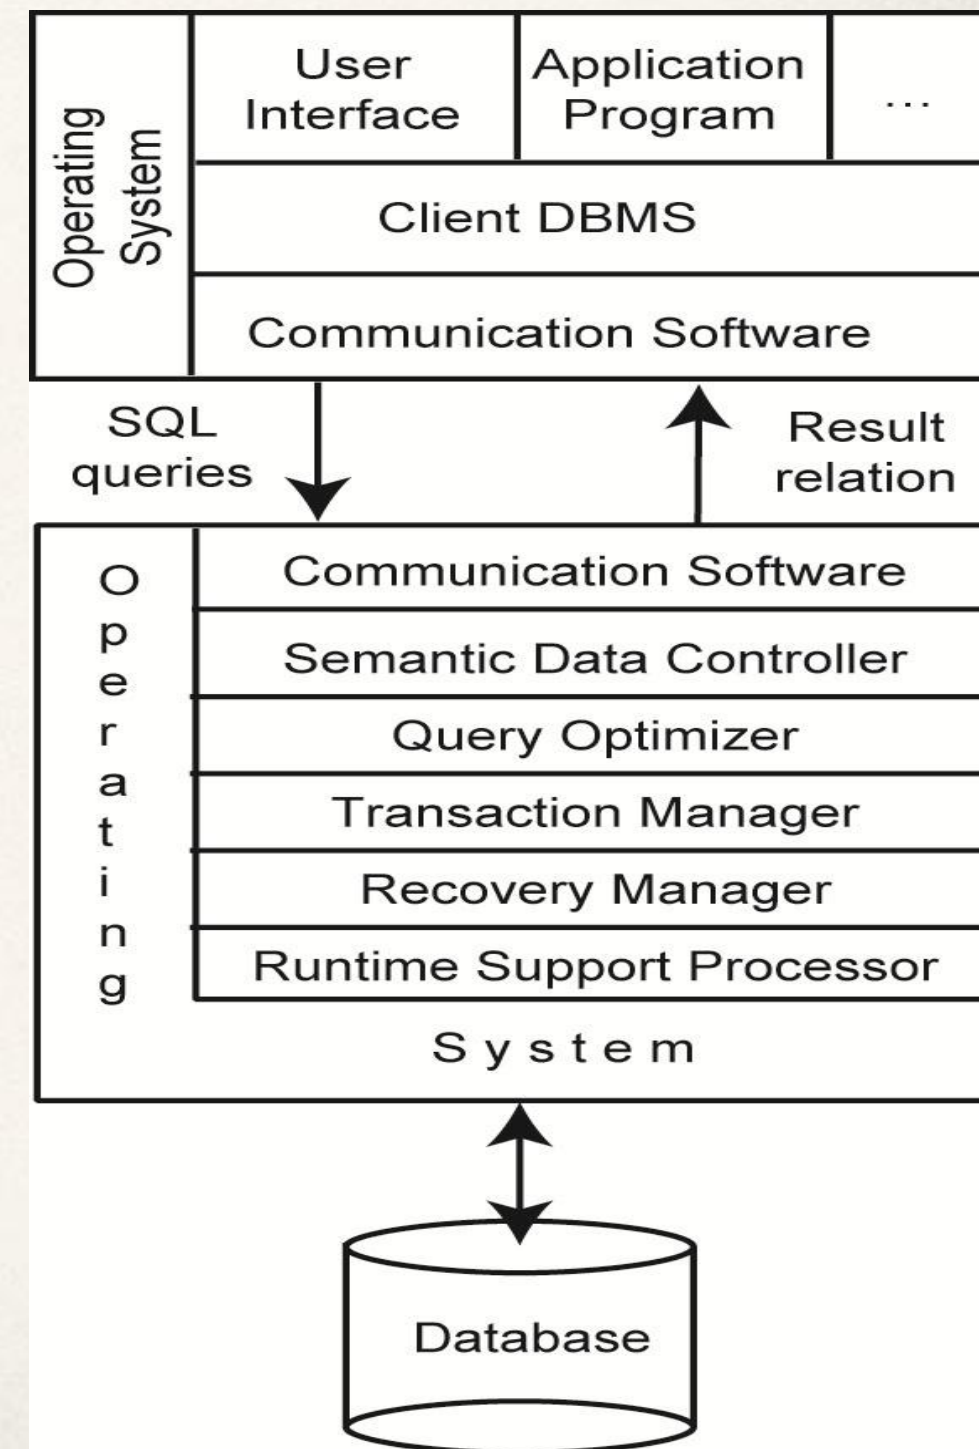 Operating
System
User
Interface
Application
Program
...
Client DBMS
Communication Software
SQL
queries
Result
relation
Operating
Communication Software
Semantic Data Controller
Query Optimizer
Transaction Manager
Recovery Manager
Runtime Support Processor
System
Database